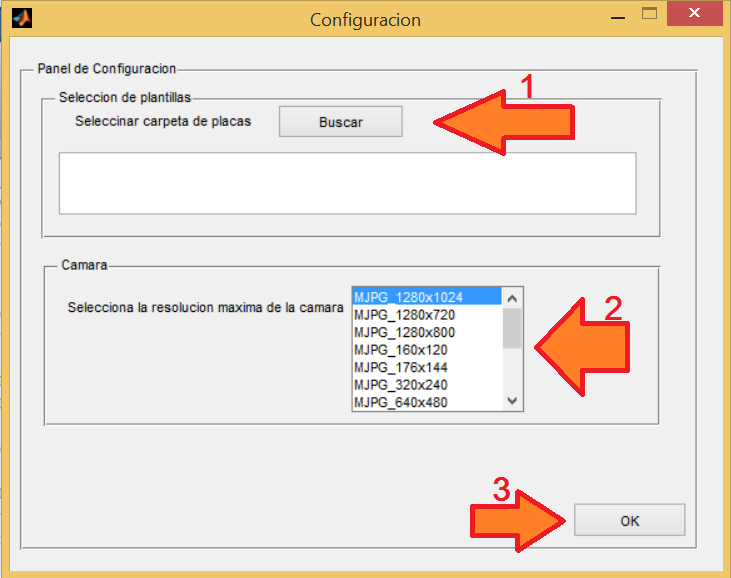 Configuracion
Panel de Configuracion
Seleccion de plantillas
1
Seleccinar carpeta de placas
Buscar
Camara
Selecciona la resolucion maxima de la camara
MJPG_1280x1024
MJPG_1280x720
MJPG_1280x800
MJPG_160x120
MJPG_176x144
MJPG_320x240
MJPG_640x480
2
3
OK